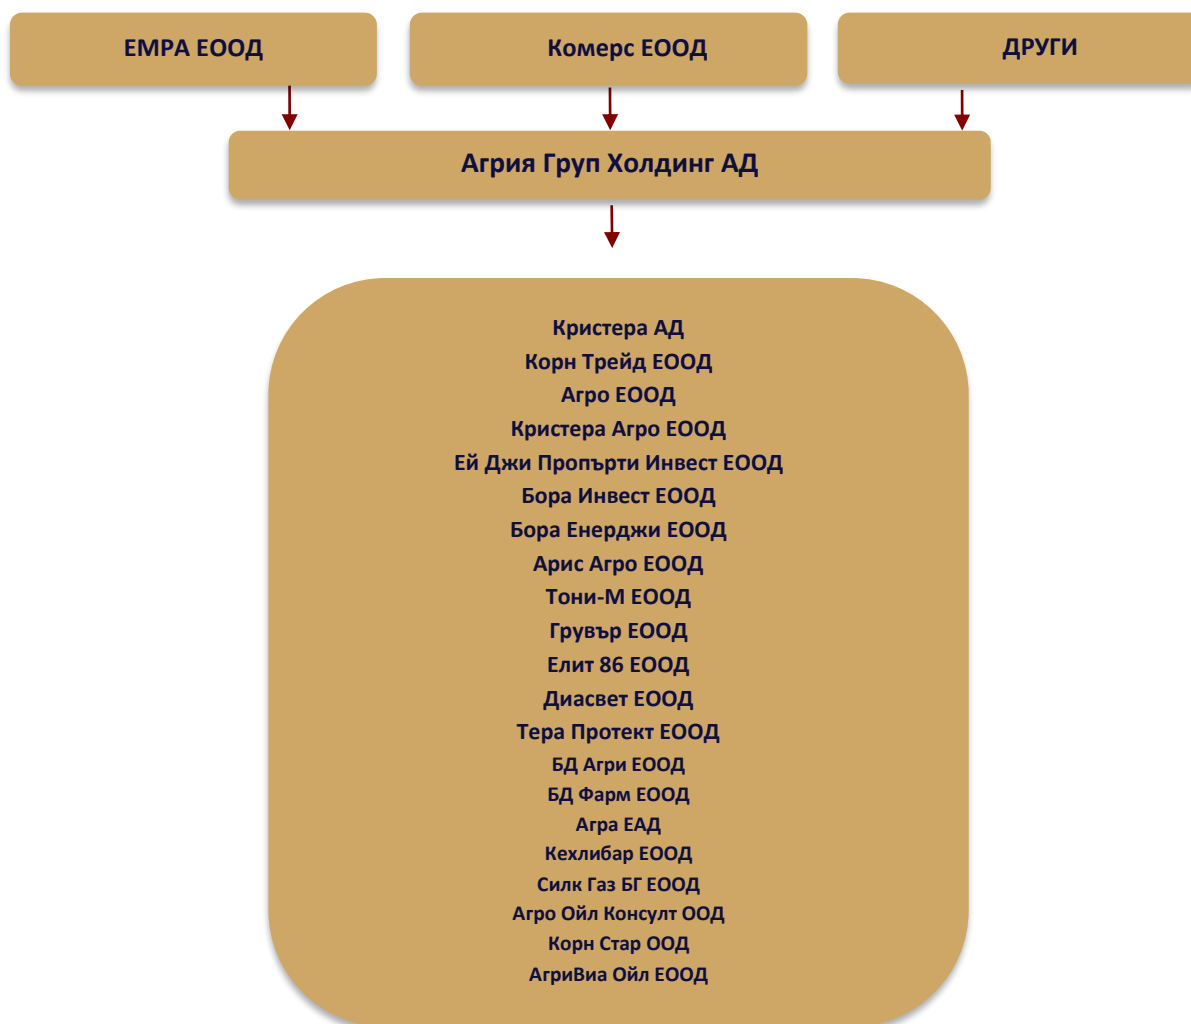 ЕМРА ЕООД
Комерс ЕООД
ДРУГИ
Агрия Груп Холдинг АД
Кристера АД
Корн Трейд ЕООД
Агро ЕООД
Кристера Агро ЕООД
Ей Джи Пропърти Инвест ЕООД
Бора Инвест ЕООД
Бора Енерджи ЕООД
Арис Агро ЕООД
Тони-М ЕООД
Грувър ЕООД
Елит 86 ЕООД
Диасвет ЕООД
Тера Протект ЕООД
БД Агри ЕООД
БД Фарм ЕООД
Агра ЕАД
Кехлибар ЕООД
Силк Газ БГ ЕООД
Агро Ойл Консулт ООД
Корн Стар ООД
АгриВиа Ойл ЕООД